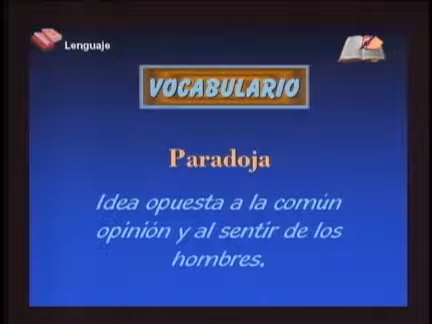 Lenguaje
VOCABULARIO
Paradoja
Idea opuesta a la común
opinión y al sentir de los
hombres.